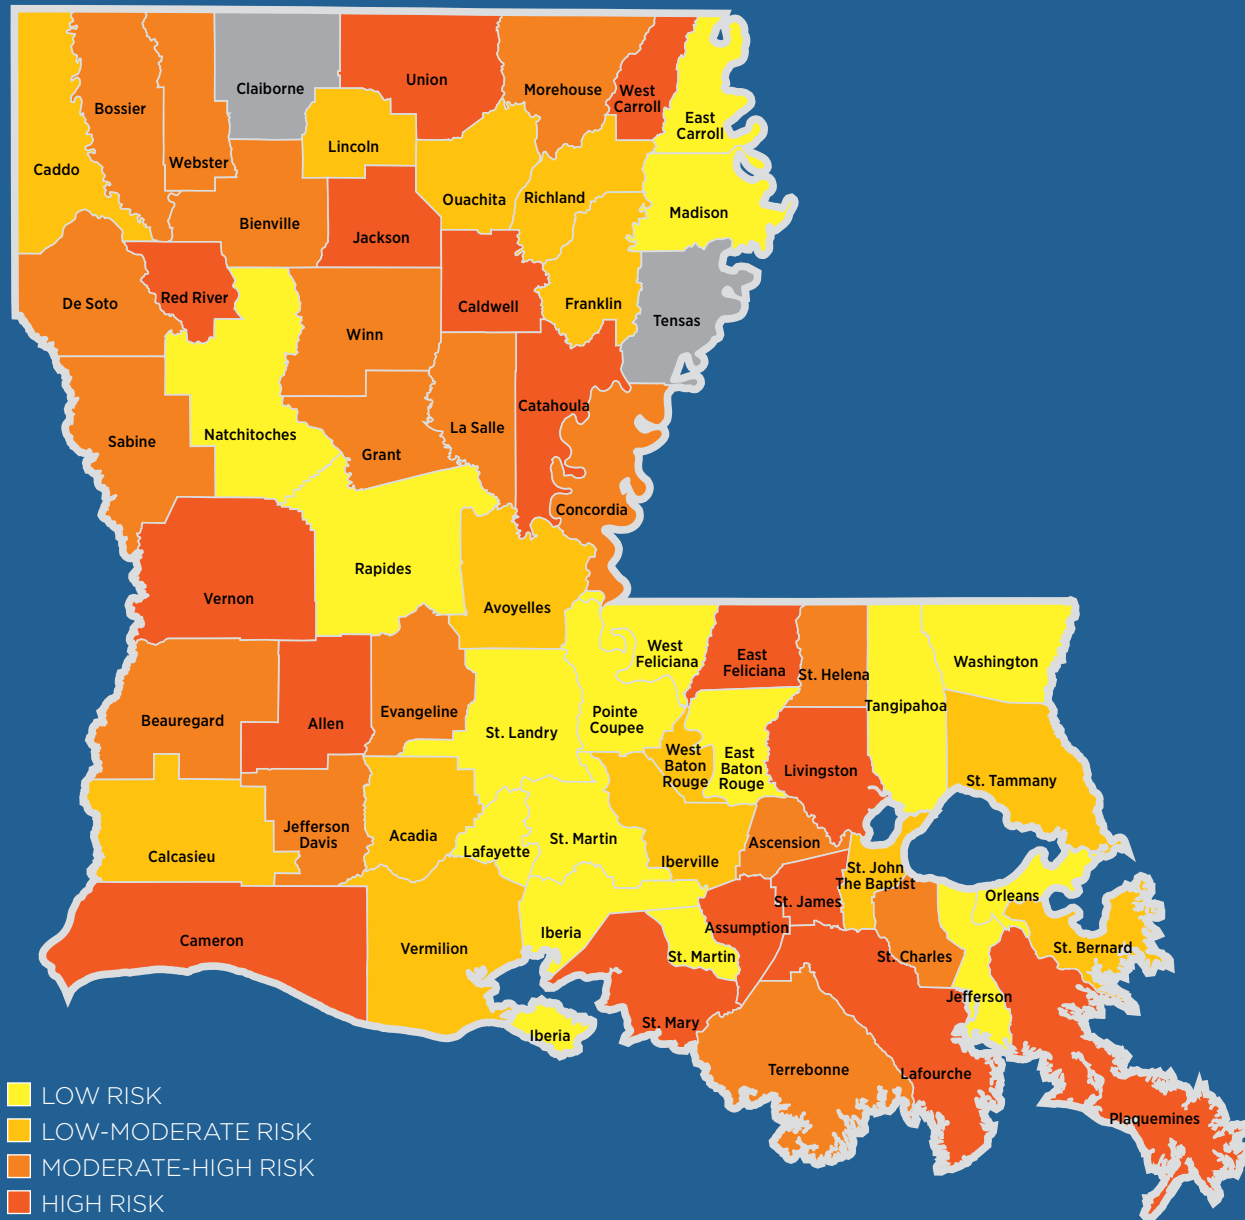 Claiborne
Union
Morehouse
West
Carroll
East
Carroll
Bossier
Webster
Lincoln
Caddo
Ouachita
Richland
Madison
Bienville
Jackson
De Soto
Red River
Caldwell
Franklin
Tensas
Winn
Catahoula
Sabine
Natchitoches
La Salle
Grant
Concordia
Rapides
Vernon
Avoyelles
West
Feliciana
East
Feliciana
St. Helena
Washington
Beauregard
Allen
Evangeline
St. Landry
Pointe
Coupee
Tangipahoa
West
Baton
Rouge
East
Baton
Rouge
Livingston
St. Tammany
Calcasieu
Jefferson
Davis
Acadia
Lafayette
St. Martin
Iberville
Ascension
St. John
The Baptist
Orleans
St. James
Cameron
Vermilion
Iberia
St. Martin
Assumption
St. Charles
St. Bernard
Jefferson
Iberia
St. Mary
Terrebonne
Lafourche
Plaquemines
LOW RISK
LOW-MODERATE RISK
MODERATE-HIGH RISK
HIGH RISK